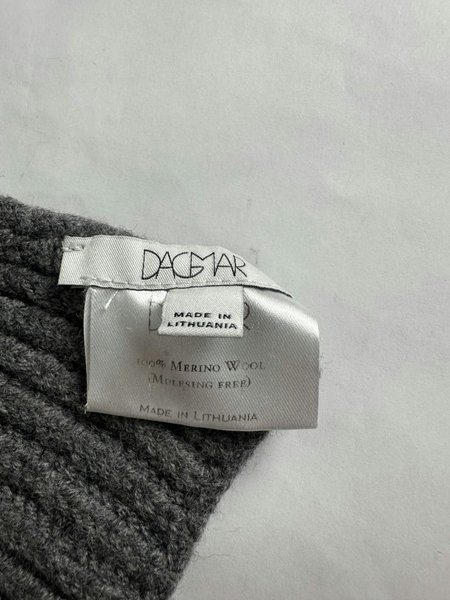 DAGMAR
MADE IN
LITHUANIA
100% MERINO WOOL
(MULESING FREE)
MADE IN LITHUANIA